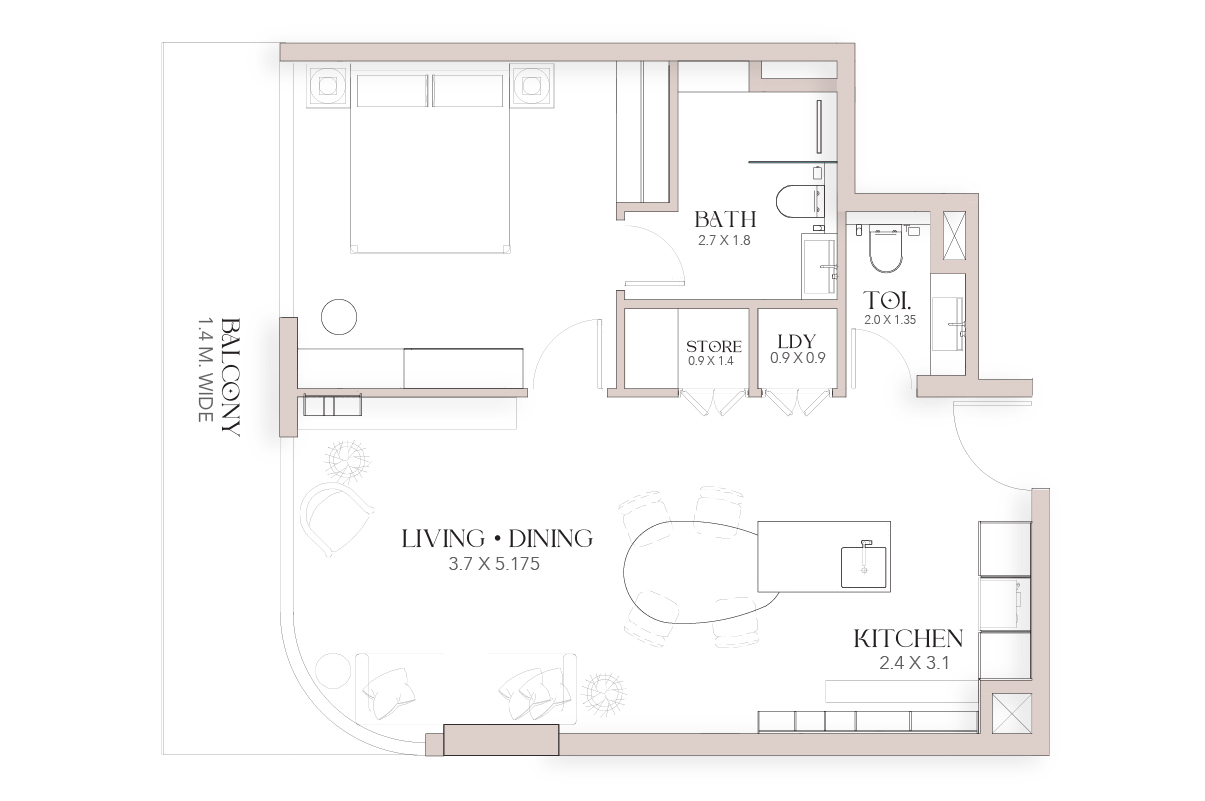 BATH
2.7 X 1.8
TOI.
2.0 X 1.35
STORE
0.9 X 1.4
LDY
0.9 X 0.9
BALCONY
1.4 M. WIDE
LIVING • DINING
3.7 X 5.175
KITCHEN
2.4 X 3.1